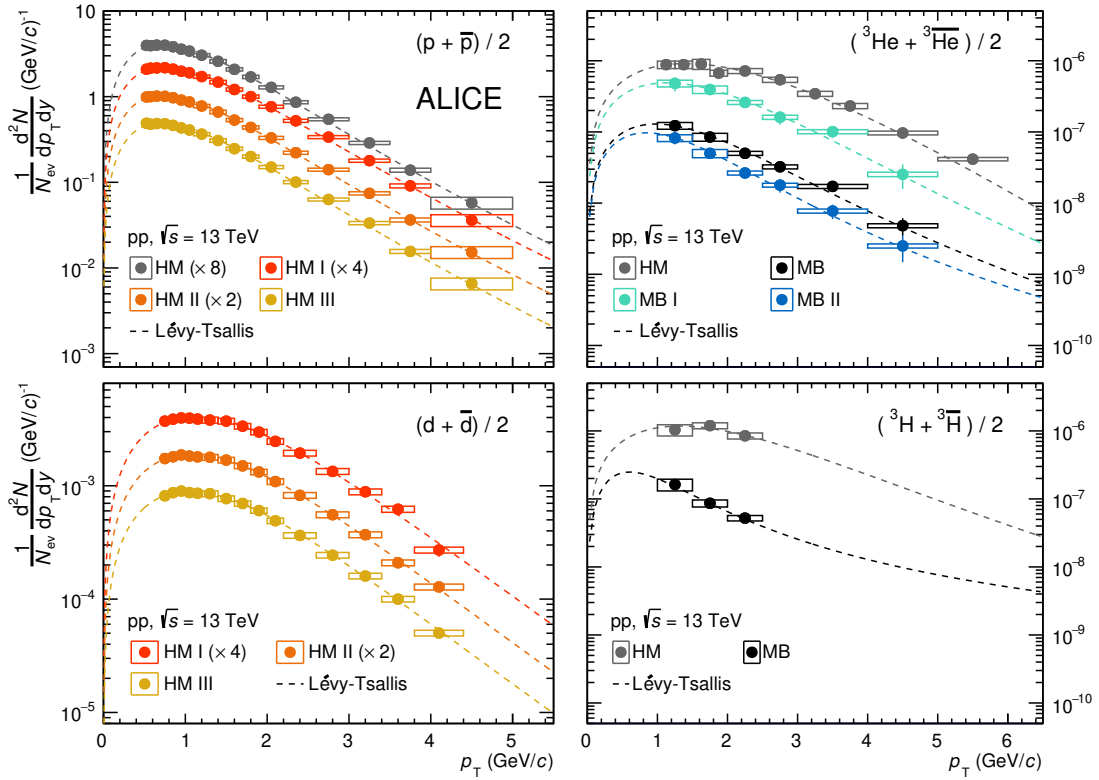 (p + p̅) / 2
ALICE
1/N_ev d²N/dp_T dy (GeV/c)⁻¹
10
1
10⁻¹
10⁻²
10⁻³
pp, √s = 13 TeV
HM (× 8) HM I (× 4)
HM II (× 2) HM III
Lévy-Tsallis
(³He + ³H̅e̅) / 2
10⁻⁶
10⁻⁷
10⁻⁸
10⁻⁹
10⁻¹⁰
pp, √s = 13 TeV
HM MB
MB I MB II
Lévy-Tsallis
(d + d̅) / 2
1/N_ev d²N/dp_T dy (GeV/c)⁻¹
10⁻³
10⁻⁴
10⁻⁵
pp, √s = 13 TeV
HM I (× 4) HM II (× 2)
HM III Lévy-Tsallis
0 1 2 3 4 5
p_T (GeV/c)
(³H + ³H̅) / 2
10⁻⁶
10⁻⁷
10⁻⁸
10⁻⁹
10⁻¹⁰
pp, √s = 13 TeV
HM MB
Lévy-Tsallis
0 1 2 3 4 5 6
p_T (GeV/c)